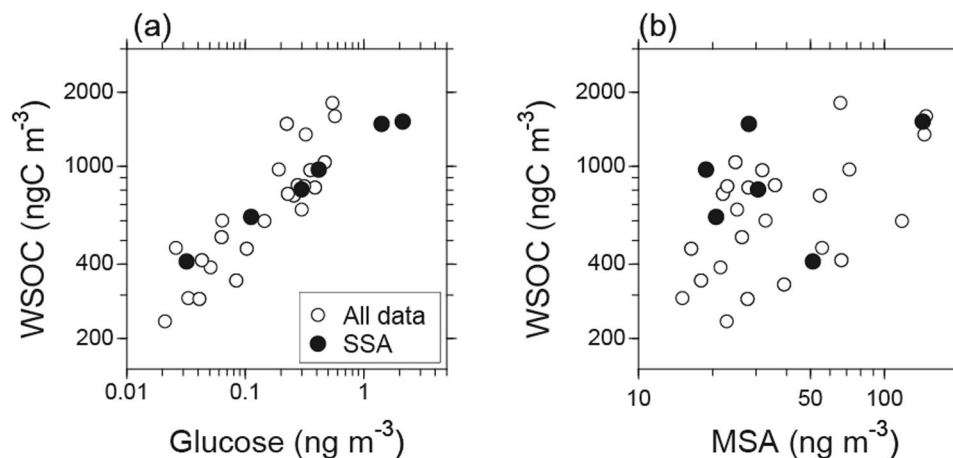 (a)
WSOC (ngC m-3)
2000
1000
400
200
0.01
0.1
1
Glucose (ng m-3)
All data
SSA
(b)
WSOC (ngC m-3)
2000
1000
400
200
10
50
100
MSA (ng m-3)